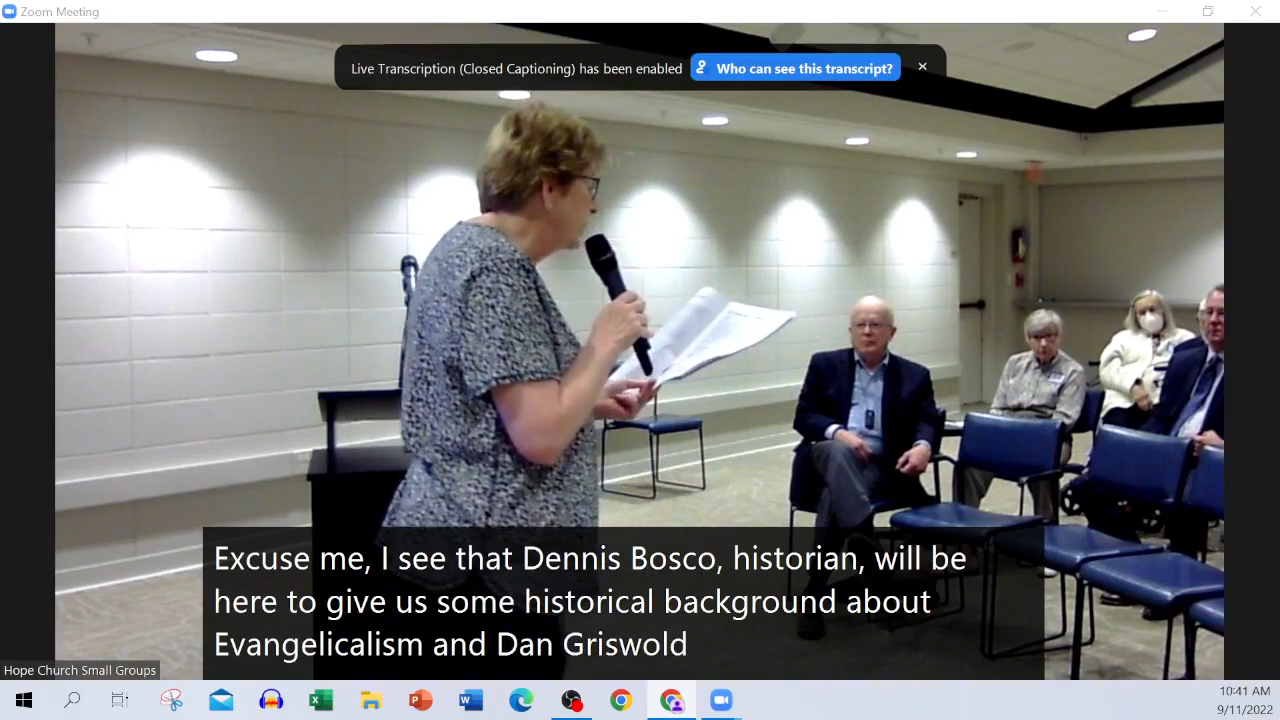 Zoom Meeting
Live Transcription (Closed Captioning) has been enabled
Who can see this transcript?
Excuse me, I see that Dennis Bosco, historian, will be
here to give us some historical background about
Evangelicalism and Dan Griswold
Hope Church Small Groups
10:41 AM
9/11/2022